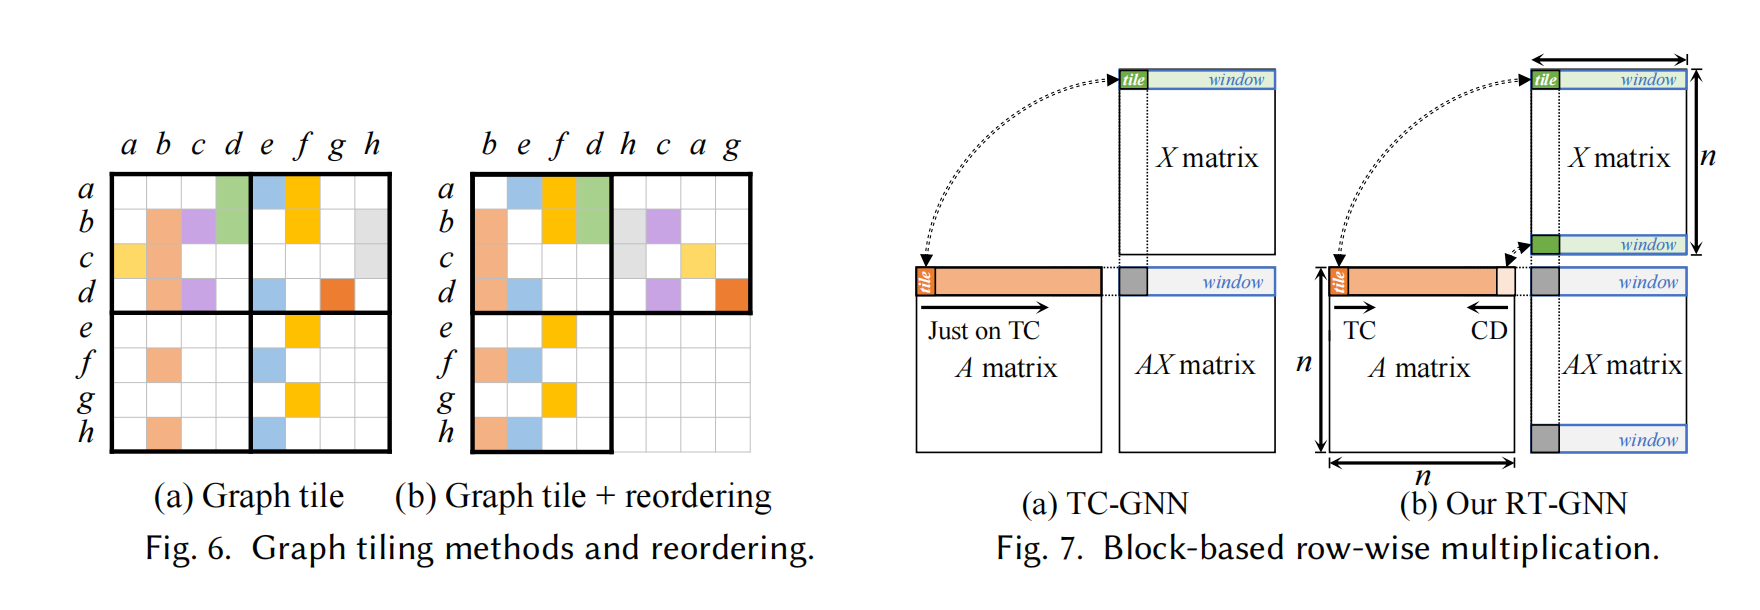 a b c d e f g h
a
b
c
d
e
f
g
h
(a) Graph tile
b e f d h c a g
a
b
c
d
e
f
g
h
(b) Graph tile + reordering
Fig. 6. Graph tiling methods and reordering.
tile window
X matrix
tile
Just on TC
A matrix
window
AX matrix
(a) TC-GNN
tile window
X matrix
n
window
tile
TC
CD
n
A matrix
n
window
AX matrix
window
(b) Our RT-GNN
Fig. 7. Block-based row-wise multiplication.